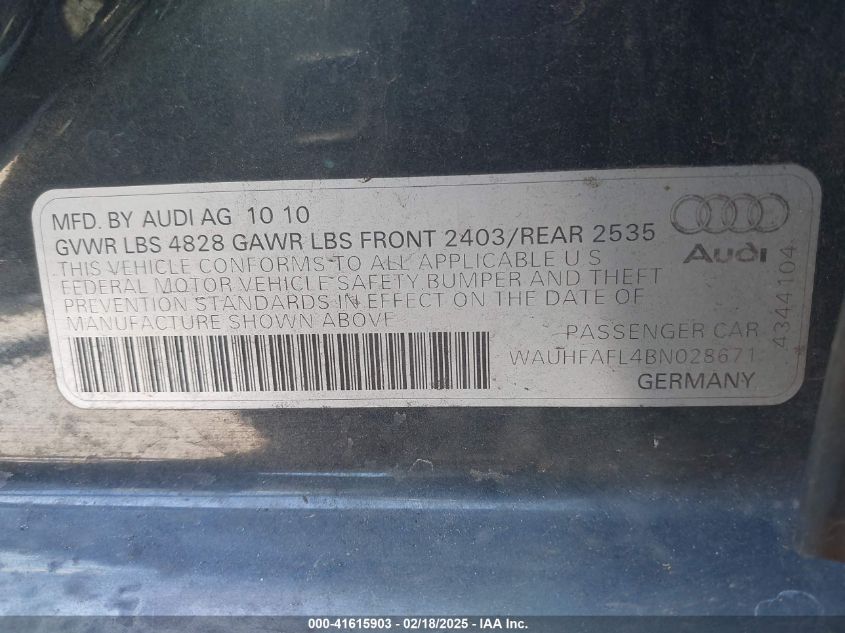 MFD. BY AUDI AG 10 10
GVWR LBS 4828 GAWR LBS FRONT 2403/REAR 2535
THIS VEHICLE CONFORMS TO ALL APPLICABLE U S
FEDERAL MOTOR VEHICLE SAFETY BUMPER AND THEFT
PREVENTION STANDARDS IN EFFECT ON THE DATE OF
MANUFACTURE SHOWN ABOVE
PASSENGER CAR
WAUHFAFL4BN028671
GERMANY
Audi
4344104
000-41615903 - 02/18/2025 - IAA Inc.